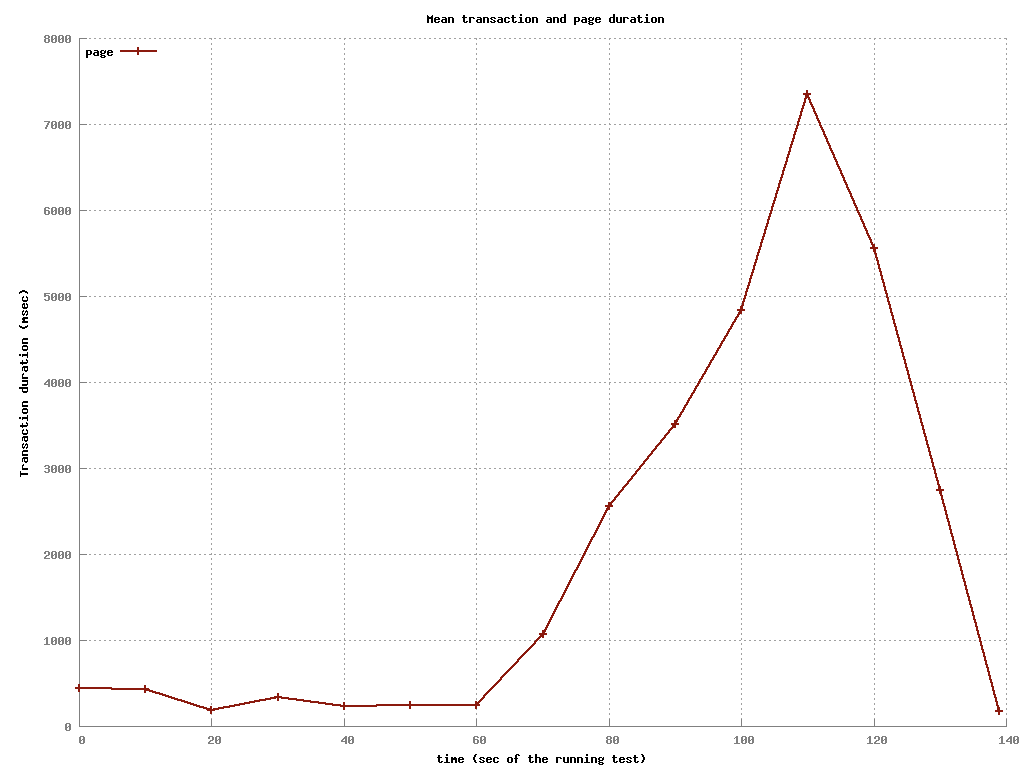 Mean transaction and page duration
page
8000
7000
6000
5000
4000
3000
2000
1000
0
Transaction duration (msec)
0 20 40 60 80 100 120 140
time (sec of the running test)